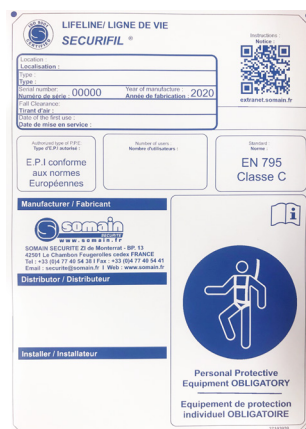 LIFELINE/ LIGNE DE VIE
SECURIFIL ®
Instructions :
Notice :
extranet.somain.fr
Location :
Localisation :
Type :
Type :
Serial number:
Numéro de série : 00000
Year of manufacture :
Année de fabrication : 2020
Fall Clearance:
Tirant d'air :
Date of the first use :
Date de mise en service :
Authorized type of P.P.E.
Type d'E.P.I autorisé :
E.P.I conforme
aux normes
Européennes
Number of users :
Nombre d'utilisateurs :
Standard :
Norme :
EN 795
Classe C
Manufacturer / Fabricant
somain
SECURITE
www.somain.fr
SOMAIN SECURITE ZI de Monterrat - BP. 13
42501 Le Chambon Feugerolles cedex FRANCE
Tel : +33 (0)4 77 40 54 38 I Fax : +33 (0)4 77 40 54 41
Email : securite@somain.fr I Web : www.somain.fr
Distributor / Distributeur
Installer / Installateur
Personal Protective
Equipment OBLIGATORY
Equipement de protection
individuel OBLIGATOIRE